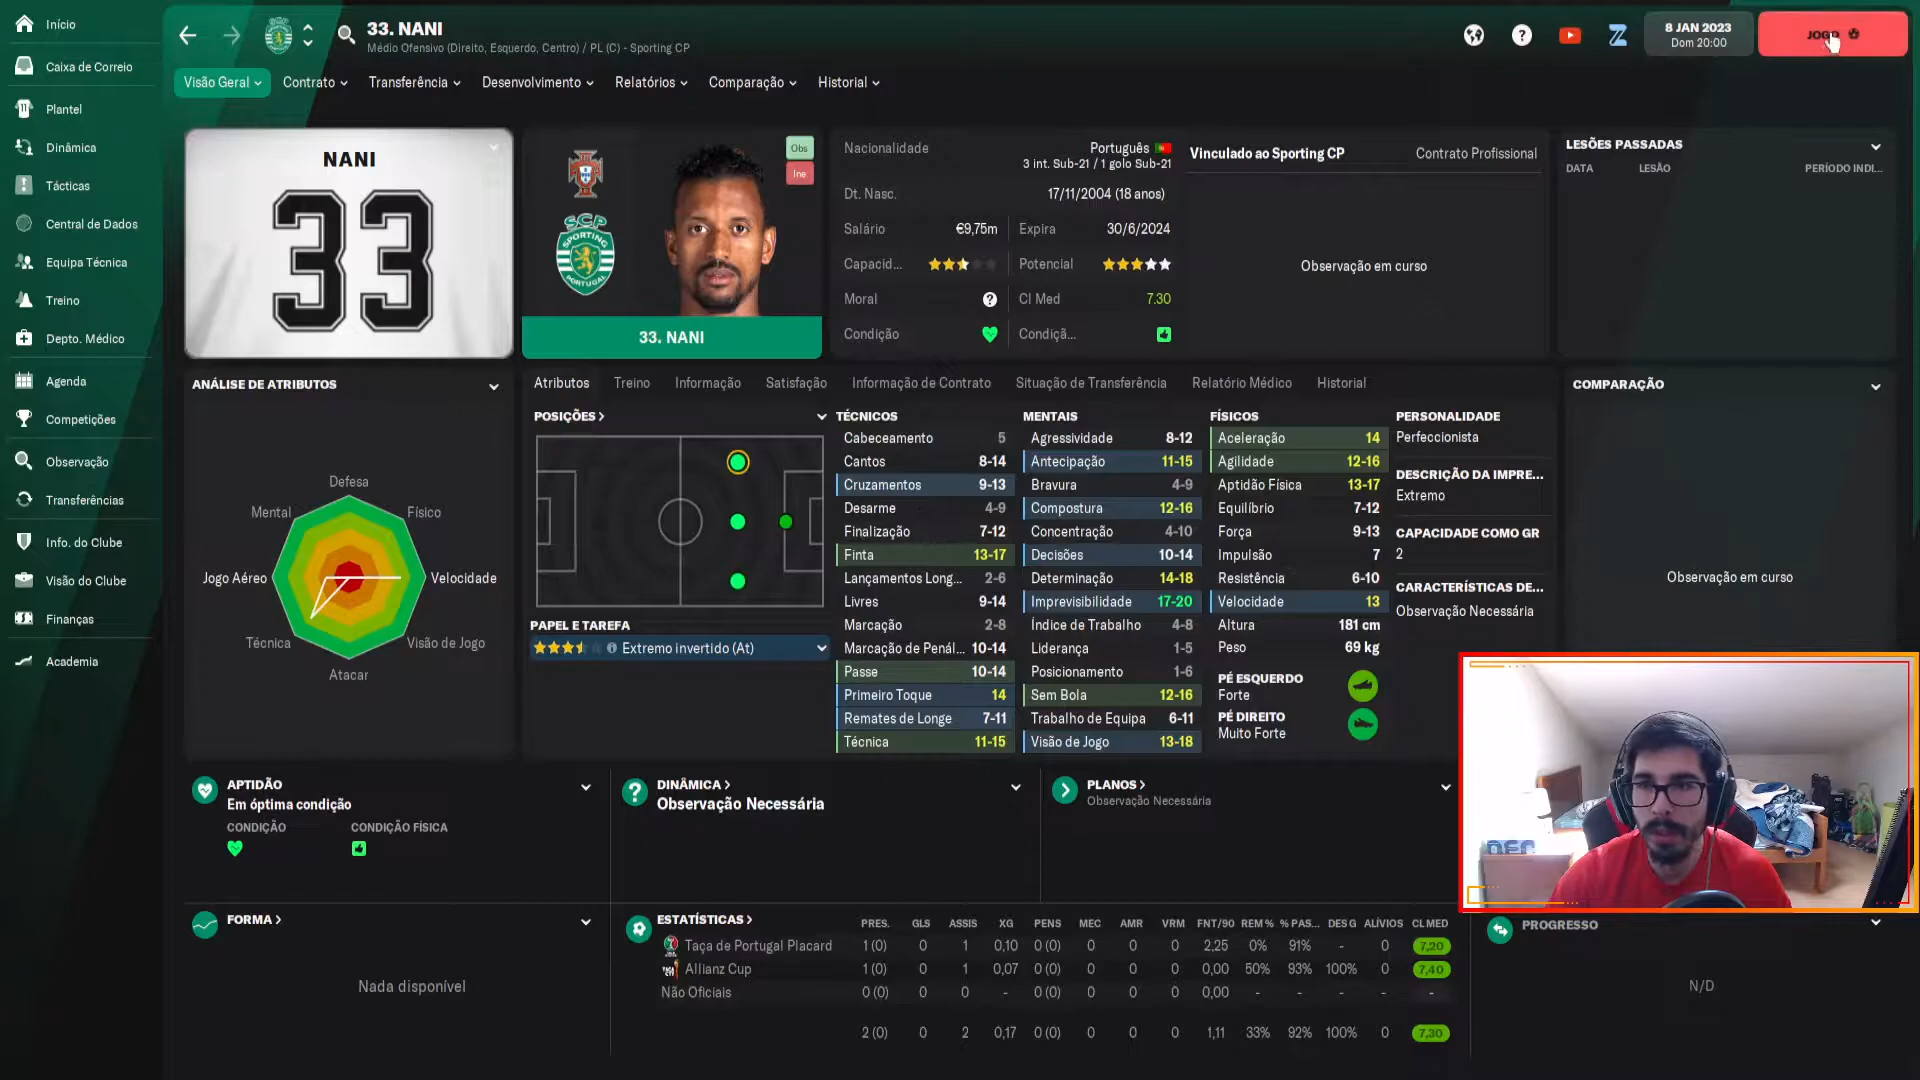 Início
Caixa de Correio
Plantel
Dinâmica
Tácticas
Central de Dados
Equipa Técnica
Treino
Depto. Médico
Agenda
Competições
Observação
Transferências
Info. do Clube
Visão do Clube
Finanças
Academia
33. NANI
Médio Ofensivo (Direito, Esquerdo, Centro) / PL (C) - Sporting CP
8 JAN 2023
Dom 20:00
JOGO
Visão Geral
Contrato
Transferência
Desenvolvimento
Relatórios
Comparação
Historial
NANI
33
SCP
SPORTING
PORTUGAL
Obs
Ine
33. NANI
Nacionalidade Português
3 int. Sub-21 / 1 golo Sub-21
Dt. Nasc. 17/11/2004 (18 anos)
Salário €9,75m Expira 30/6/2024
Capacid... Potencial
Moral Cl Med 7.30
Condição Condiçã...
Vinculado ao Sporting CP Contrato Profissional
Observação em curso
LESÕES PASSADAS
DATA LESÃO PERÍODO INDI...
ANÁLISE DE ATRIBUTOS
Defesa
Mental Físico
Jogo Aéreo Velocidade
Técnica Visão de Jogo
Atacar
Atributos Treino Informação Satisfação Informação de Contrato Situação de Transferência Relatório Médico Historial
POSIÇÕES
PAPEL E TAREFA
Extremo invertido (At)
TÉCNICOS
Cabeceamento 5
Cantos 8-14
Cruzamentos 9-13
Desarme 4-9
Finalização 7-12
Finta 13-17
Lançamentos Long... 2-6
Livres 9-14
Marcação 2-8
Marcação de Penál... 10-14
Passe 10-14
Primeiro Toque 14
Remates de Longe 7-11
Técnica 11-15
MENTAIS
Agressividade 8-12
Antecipação 11-15
Bravura 4-9
Compostura 12-16
Concentração 4-10
Decisões 10-14
Determinação 14-18
Imprevisibilidade 17-20
Índice de Trabalho 4-8
Liderança 1-5
Posicionamento 1-6
Sem Bola 12-16
Trabalho de Equipa 6-11
Visão de Jogo 13-18
FÍSICOS
Aceleração 14
Agilidade 12-16
Aptidão Física 13-17
Equilíbrio 7-12
Força 9-13
Impulsão 7
Resistência 6-10
Velocidade 13
Altura 181 cm
Peso 69 kg
PÉ ESQUERDO
Forte
PÉ DIREITO
Muito Forte
PERSONALIDADE
Perfeccionista
DESCRIÇÃO DA IMPRE...
Extremo
CAPACIDADE COMO GR
2
CARACTERÍSTICAS DE...
Observação Necessária
COMPARAÇÃO
Observação em curso
APTIDÃO
Em óptima condição
CONDIÇÃO CONDIÇÃO FÍSICA
DINÂMICA
Observação Necessária
PLANOS
Observação Necessária
FORMA
Nada disponível
ESTATÍSTICAS PRES. GLS ASSIS XG PENS MEC AMR VRM FNT/90 REM % % PAS... DES G ALÍVIOS CL MED
Taça de Portugal Placard 1 (0) 0 1 0,10 0 (0) 0 0 0 2,25 0% 91% - 0 7,20
Allianz Cup 1 (0) 0 1 0,07 0 (0) 0 0 0 0,00 50% 93% 100% 0 7,40
Não Oficiais 0 (0) 0 0 - 0 (0) 0 0 0 0,00 - - - - -
2 (0) 0 2 0,17 0 (0) 0 0 0 1,11 33% 92% 100% 0 7,30
PROGRESSO
N/D